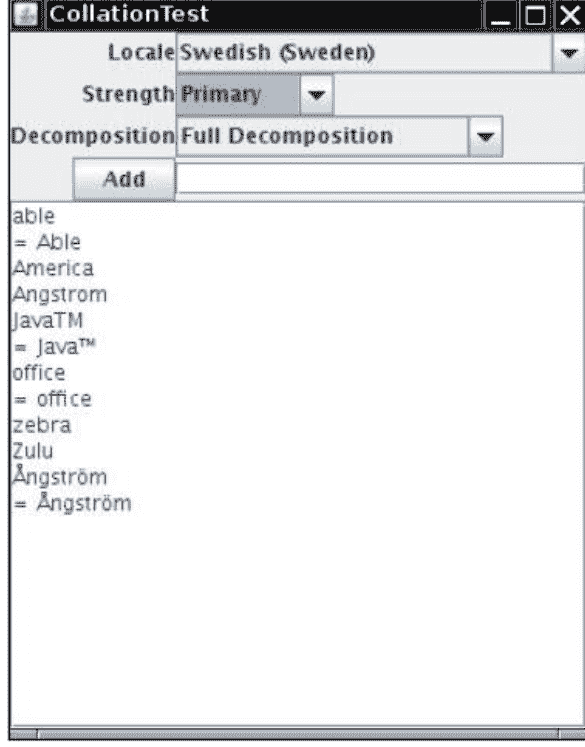 CollationTest
Locale Swedish (Sweden)
Strength Primary
Decomposition Full Decomposition
Add
able
= Able
America
Angstrom
JavaTM
= Java™
office
= office
zebra
Zulu
Ångström
= Ångström